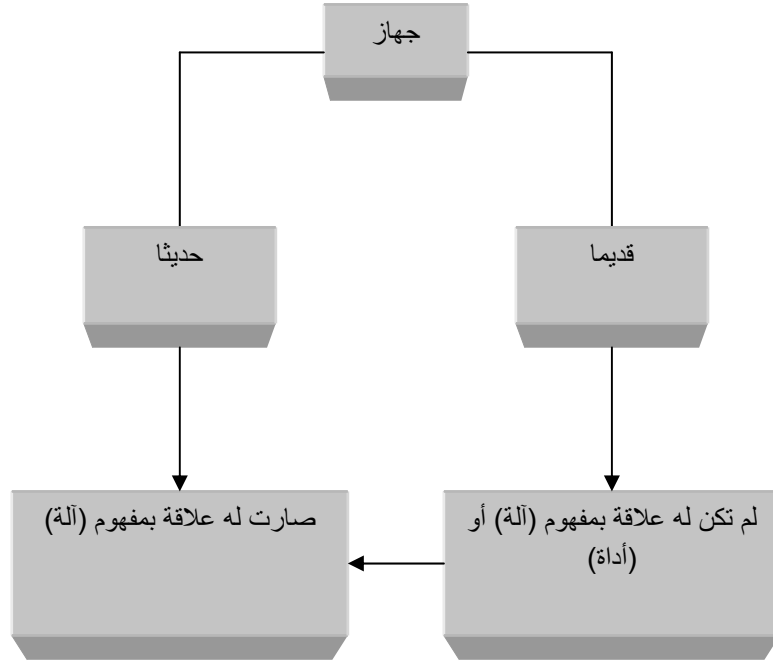 جهاز
قديما
حديثا
لم تكن له علاقة بمفهوم (آلة) أو
(أداة)
صارت له علاقة بمفهوم (آلة)